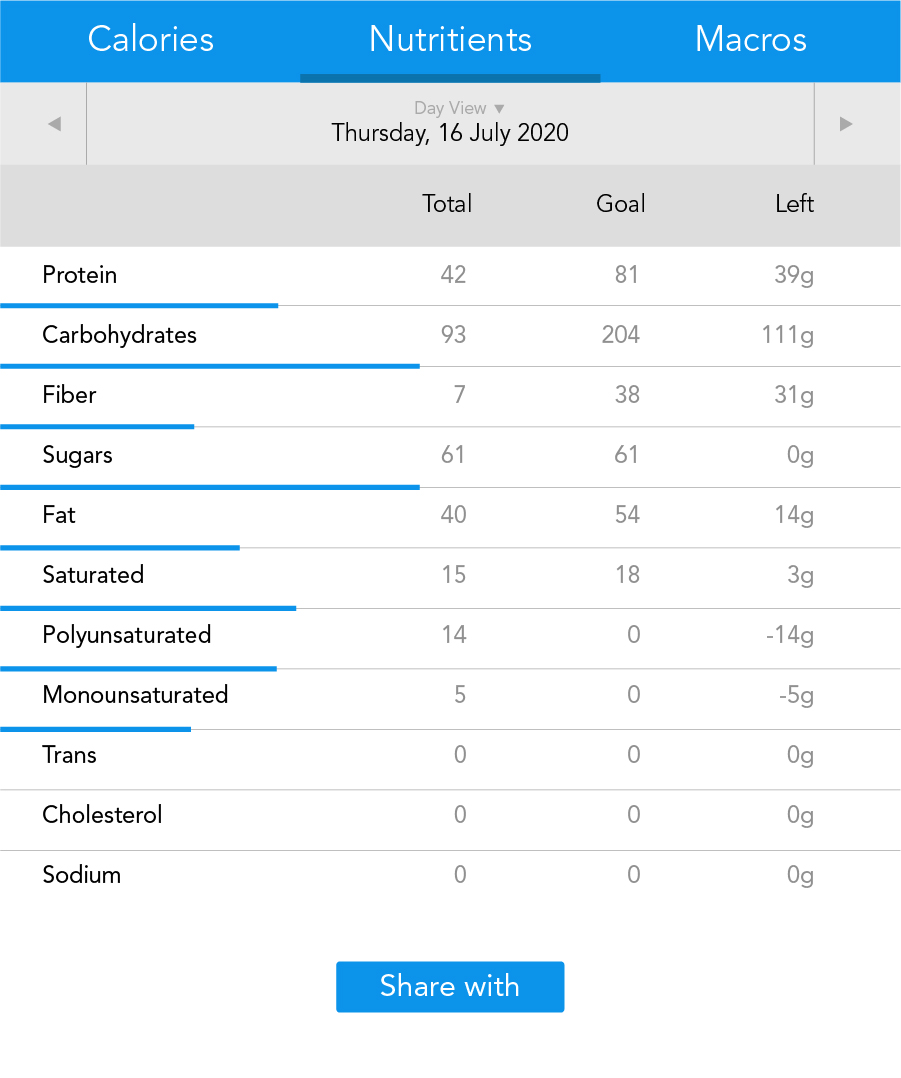 Calories Nutritients Macros
Day View ▼
Thursday, 16 July 2020
Total Goal Left
Protein 42 81 39g
Carbohydrates 93 204 111g
Fiber 7 38 31g
Sugars 61 61 0g
Fat 40 54 14g
Saturated 15 18 3g
Polyunsaturated 14 0 -14g
Monounsaturated 5 0 -5g
Trans 0 0 0g
Cholesterol 0 0 0g
Sodium 0 0 0g
Share with